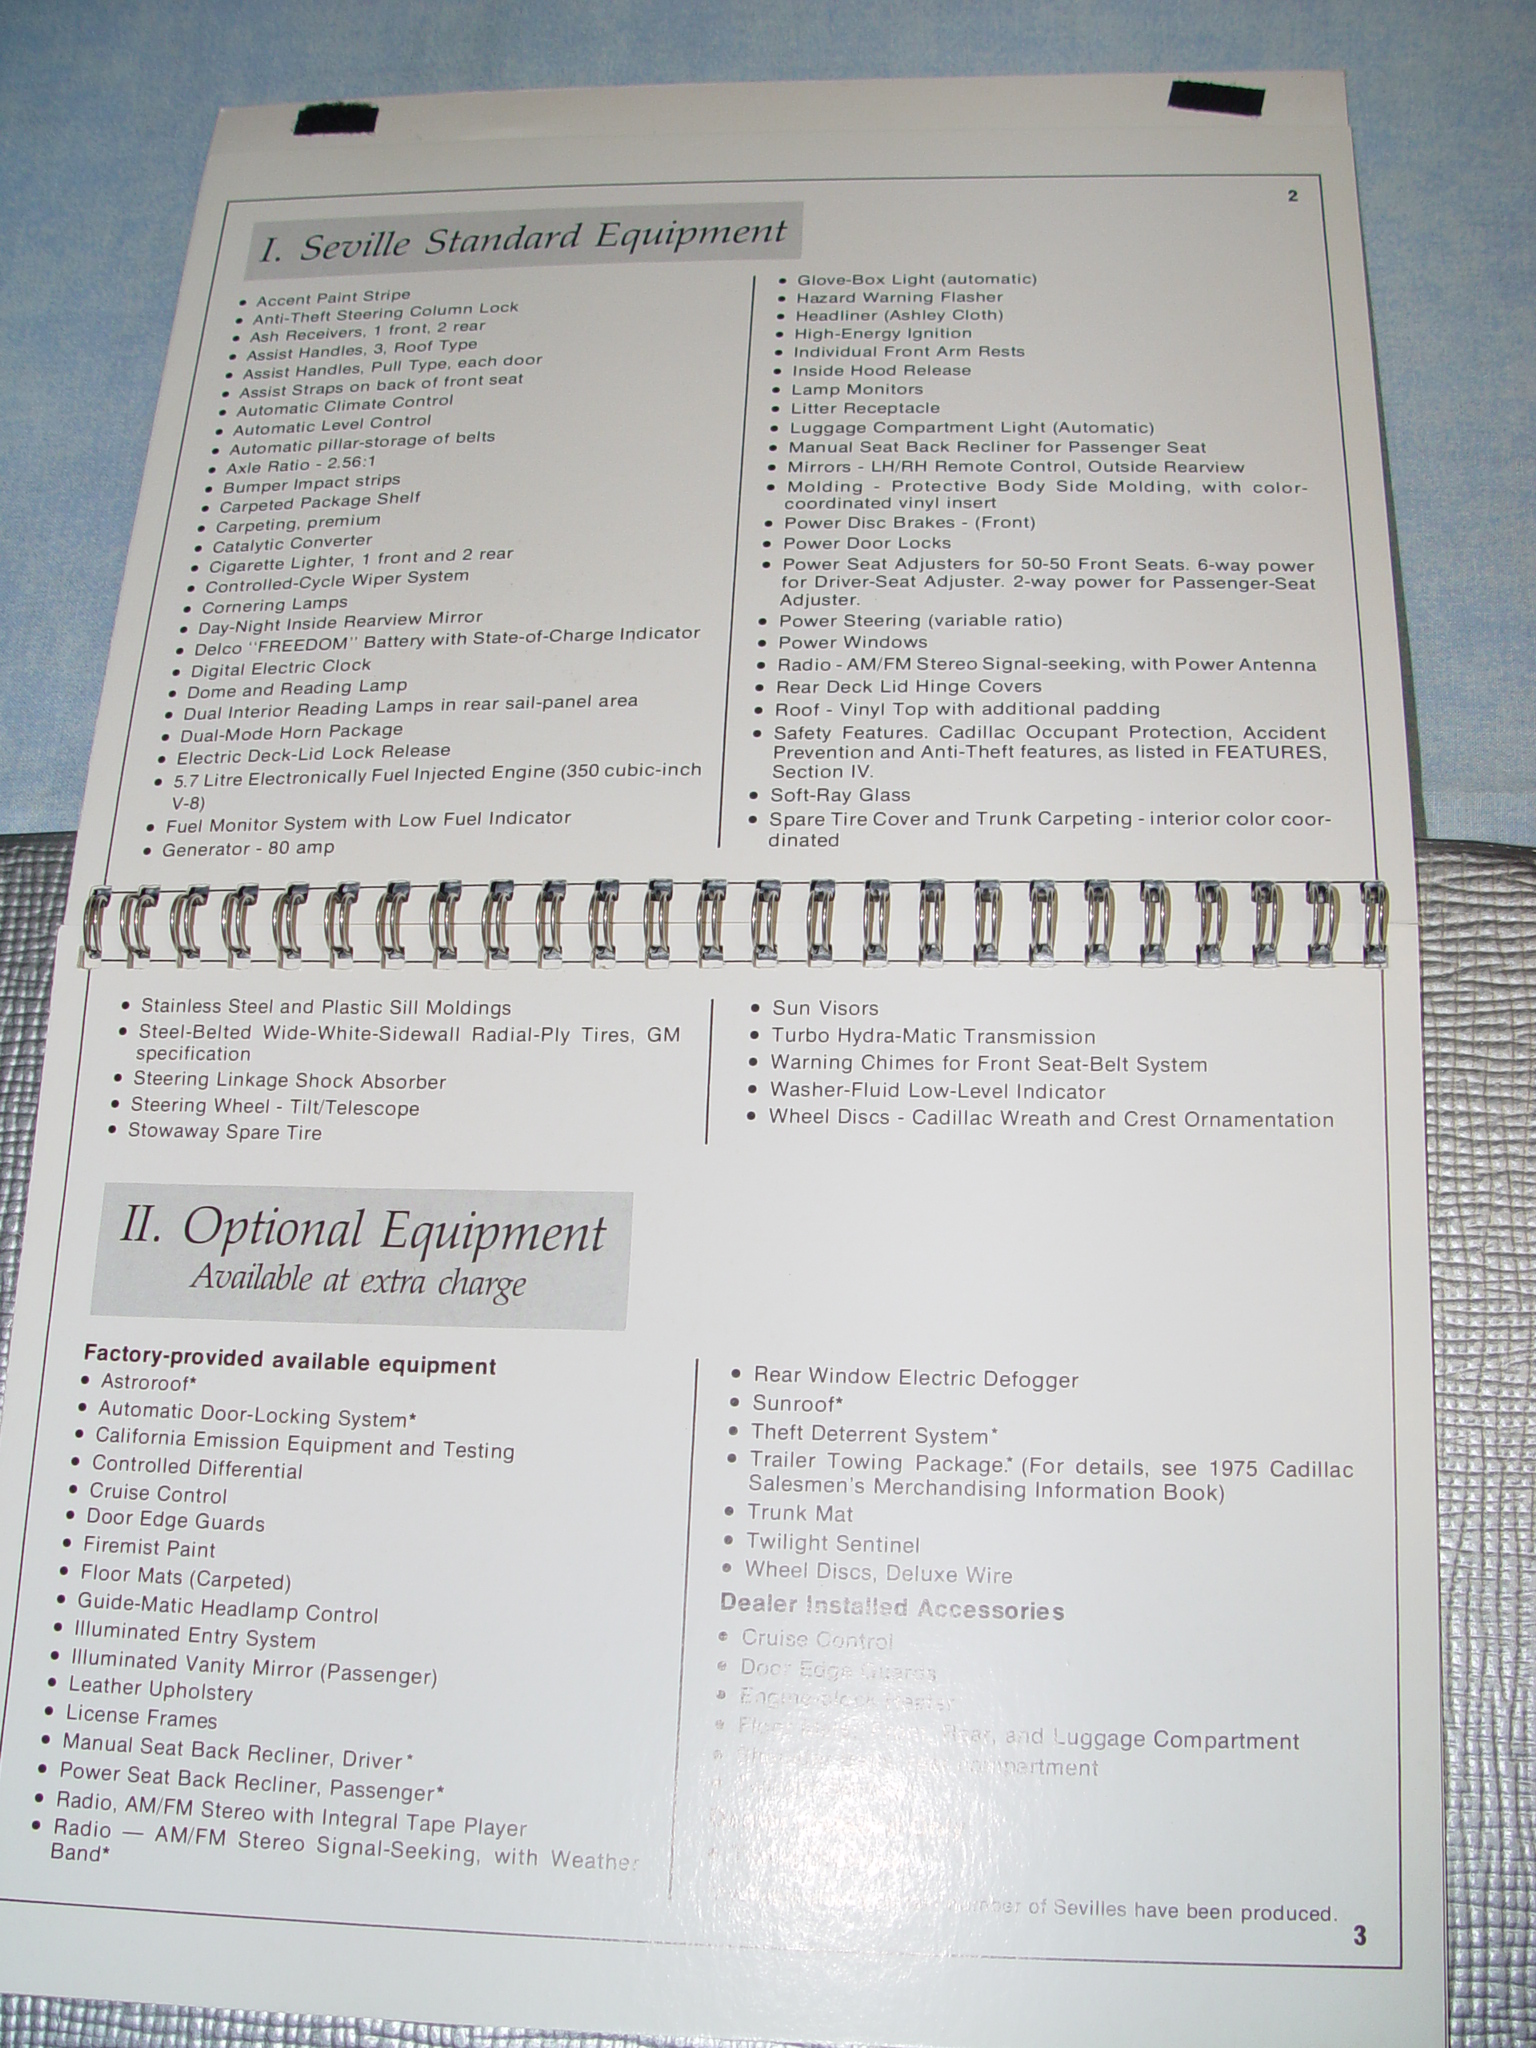 2
I. Seville Standard Equipment
• Accent Paint Stripe
• Anti-Theft Steering Column Lock
• Ash Receivers, 1 front, 2 rear
• Assist Handles, 3, Roof Type
• Assist Handles, Pull Type, each door
• Assist Straps on back of front seat
• Automatic Climate Control
• Automatic Level Control
• Automatic pillar-storage of belts
• Axle Ratio - 2.56:1
• Bumper Impact strips
• Carpeted Package Shelf
• Carpeting, premium
• Catalytic Converter
• Cigarette Lighter, 1 front and 2 rear
• Controlled-Cycle Wiper System
• Cornering Lamps
• Day-Night Inside Rearview Mirror
• Delco "FREEDOM" Battery with State-of-Charge Indicator
• Digital Electric Clock
• Dome and Reading Lamp
• Dual Interior Reading Lamps in rear sail-panel area
• Dual-Mode Horn Package
• Electric Deck-Lid Lock Release
• 5.7 Litre Electronically Fuel Injected Engine (350 cubic-inch
V-8)
• Fuel Monitor System with Low Fuel Indicator
• Generator - 80 amp
• Glove-Box Light (automatic)
• Hazard Warning Flasher
• Headliner (Ashley Cloth)
• High-Energy Ignition
• Individual Front Arm Rests
• Inside Hood Release
• Lamp Monitors
• Litter Receptacle
• Luggage Compartment Light (Automatic)
• Manual Seat Back Recliner for Passenger Seat
• Mirrors - LH/RH Remote Control, Outside Rearview
• Molding - Protective Body Side Molding, with color-
coordinated vinyl insert
• Power Disc Brakes - (Front)
• Power Door Locks
• Power Seat Adjusters for 50-50 Front Seats. 6-way power
for Driver-Seat Adjuster. 2-way power for Passenger-Seat
Adjuster.
• Power Steering (variable ratio)
• Power Windows
• Radio - AM/FM Stereo Signal-seeking, with Power Antenna
• Rear Deck Lid Hinge Covers
• Roof - Vinyl Top with additional padding
• Safety Features. Cadillac Occupant Protection, Accident
Prevention and Anti-Theft features, as listed in FEATURES,
Section IV.
• Soft-Ray Glass
• Spare Tire Cover and Trunk Carpeting - interior color coor-
dinated
• Stainless Steel and Plastic Sill Moldings
• Steel-Belted Wide-White-Sidewall Radial-Ply Tires, GM
specification
• Steering Linkage Shock Absorber
• Steering Wheel - Tilt/Telescope
• Stowaway Spare Tire
• Sun Visors
• Turbo Hydra-Matic Transmission
• Warning Chimes for Front Seat-Belt System
• Washer-Fluid Low-Level Indicator
• Wheel Discs - Cadillac Wreath and Crest Ornamentation
II. Optional Equipment
Available at extra charge
Factory-provided available equipment
• Astroroof*
• Automatic Door-Locking System*
• California Emission Equipment and Testing
• Controlled Differential
• Cruise Control
• Door Edge Guards
• Firemist Paint
• Floor Mats (Carpeted)
• Guide-Matic Headlamp Control
• Illuminated Entry System
• Illuminated Vanity Mirror (Passenger)
• Leather Upholstery
• License Frames
• Manual Seat Back Recliner, Driver*
• Power Seat Back Recliner, Passenger*
• Radio, AM/FM Stereo with Integral Tape Player
• Radio — AM/FM Stereo Signal-Seeking, with Weather
Band*
• Rear Window Electric Defogger
• Sunroof*
• Theft Deterrent System*
• Trailer Towing Package.* (For details, see 1975 Cadillac
Salesmen's Merchandising Information Book)
• Trunk Mat
• Twilight Sentinel
• Wheel Discs, Deluxe Wire
Dealer Installed Accessories
• Cruise Control
• Door Edge Guards
• Engine Block Heater
• Rear, and Luggage Compartment
• Compartment
number of Sevilles have been produced.
3